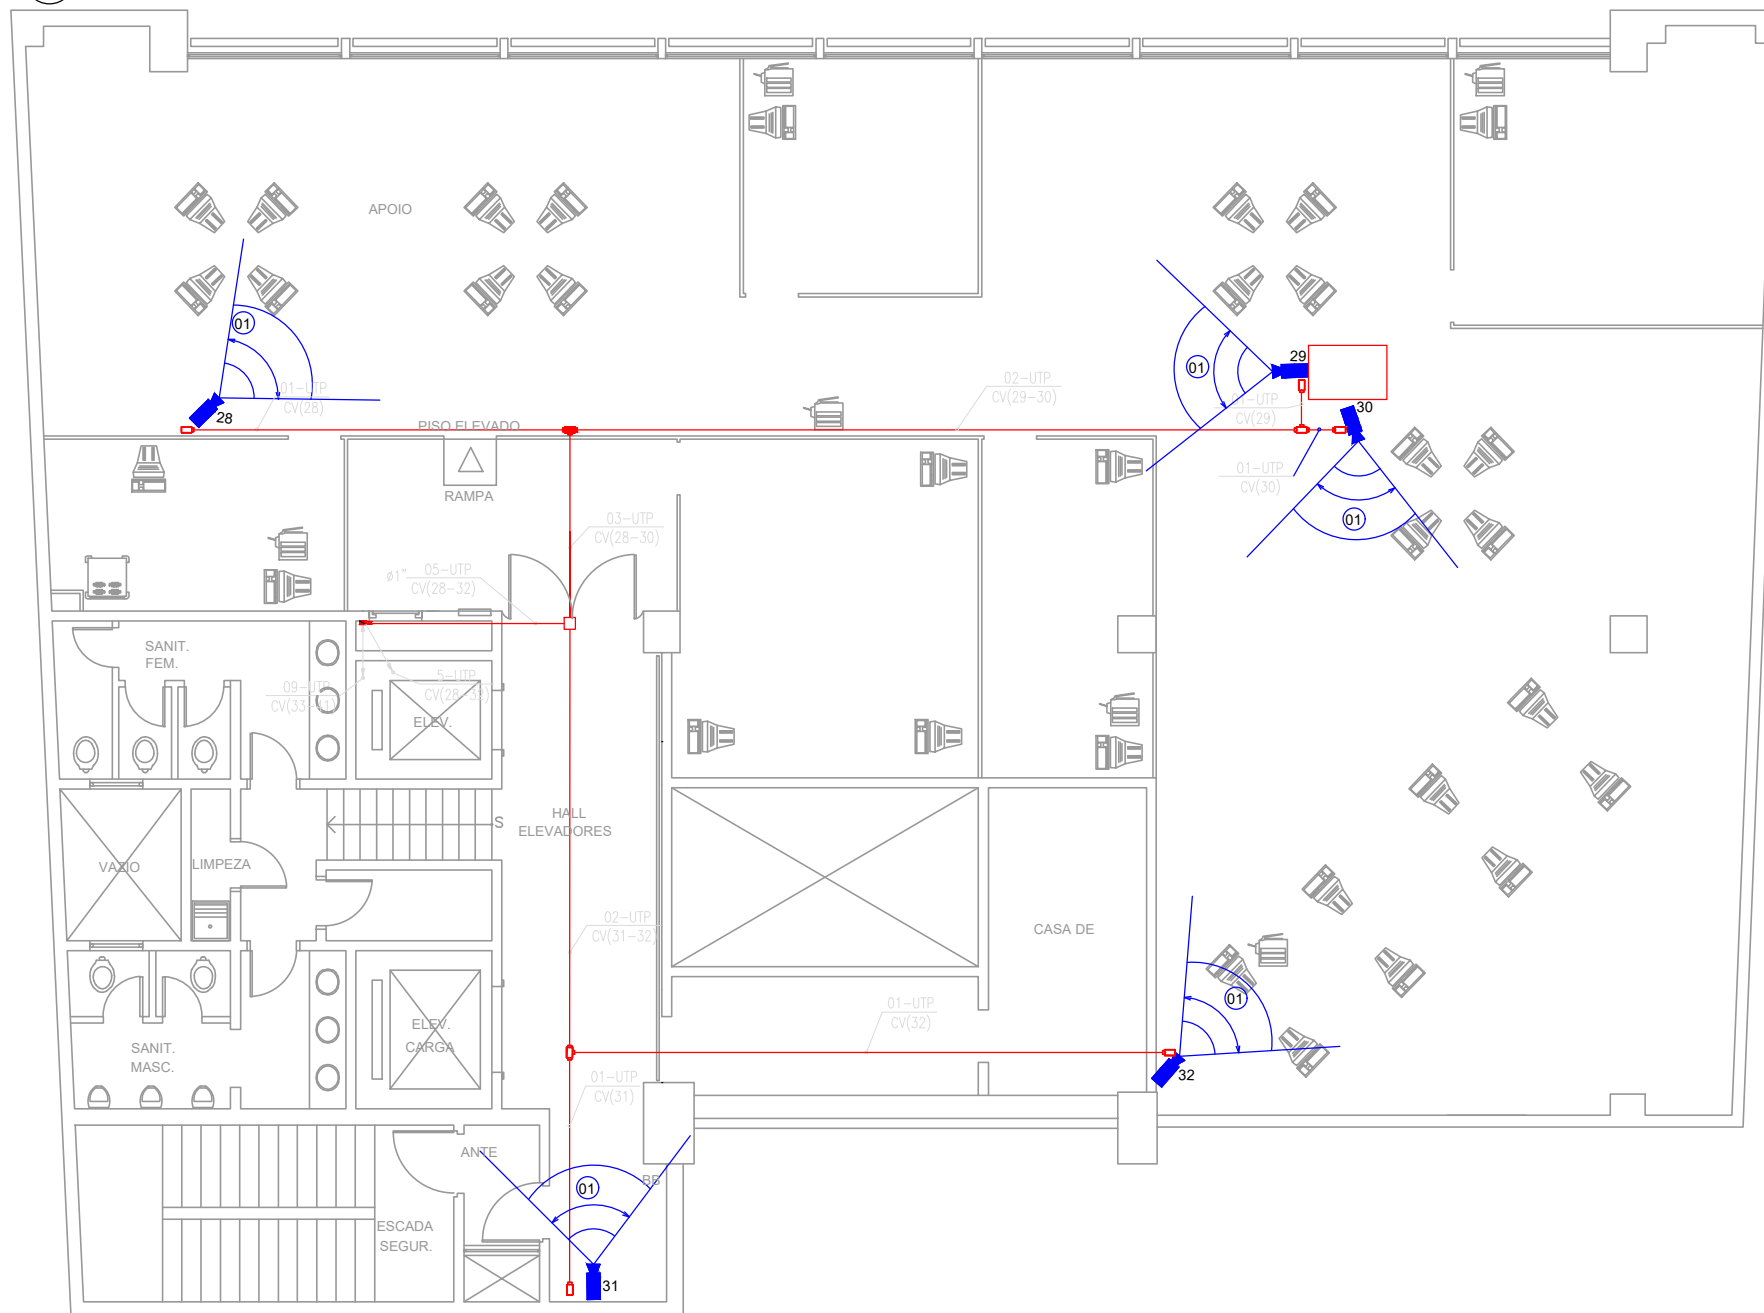 APOIO
01
28
01-UTP
CV(28)
PISO ELEVADO
RAMPA
02-UTP
CV(29-30)
29
01
01-UTP
CV(29)
30
01-UTP
CV(30)
01
03-UTP
CV(28-30)
ø1"
05-UTP
CV(28-32)
SANIT.
FEM.
09-UTP
CV(33-41)
5-UTP
CV(28-32)
ELEV.
HALL
ELEVADORES
S
VAZIO
LIMPEZA
02-UTP
CV(31-32)
CASA DE
01-UTP
CV(32)
01
32
ELEV.
CARGA
SANIT.
MASC.
01-UTP
CV(31)
ANTE
BB
01
ESCADA
SEGUR.
31